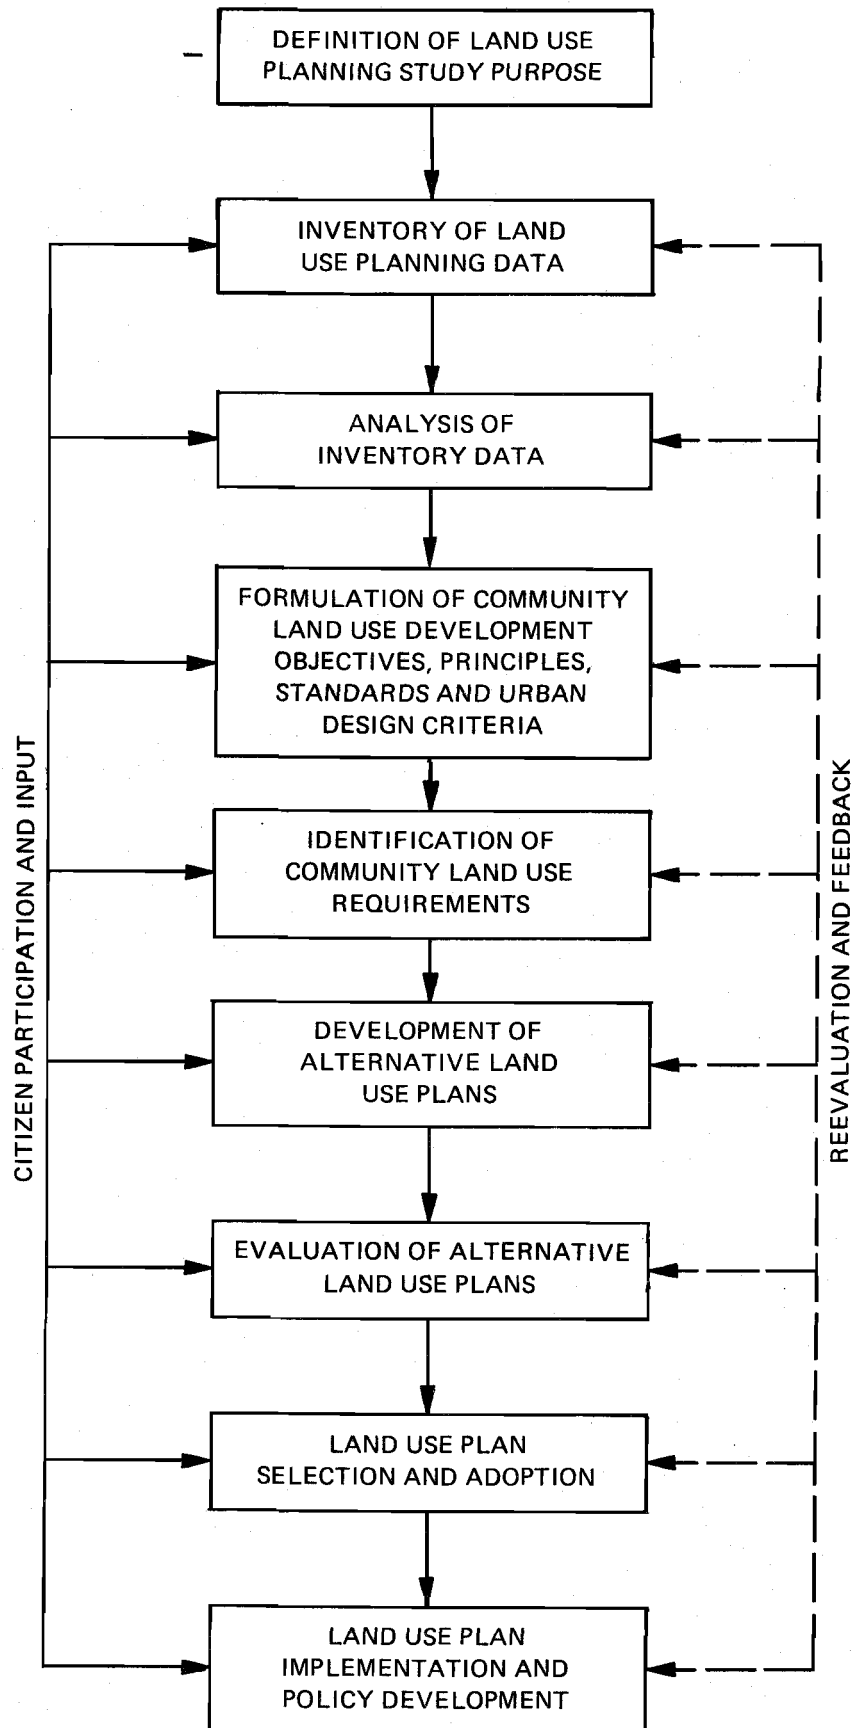 DEFINITION OF LAND USE
PLANNING STUDY PURPOSE
INVENTORY OF LAND
USE PLANNING DATA
ANALYSIS OF
INVENTORY DATA
FORMULATION OF COMMUNITY
LAND USE DEVELOPMENT
OBJECTIVES, PRINCIPLES,
STANDARDS AND URBAN
DESIGN CRITERIA
IDENTIFICATION OF
COMMUNITY LAND USE
REQUIREMENTS
DEVELOPMENT OF
ALTERNATIVE LAND
USE PLANS
EVALUATION OF ALTERNATIVE
LAND USE PLANS
LAND USE PLAN
SELECTION AND ADOPTION
LAND USE PLAN
IMPLEMENTATION AND
POLICY DEVELOPMENT
CITIZEN PARTICIPATION AND INPUT
REEVALUATION AND FEEDBACK